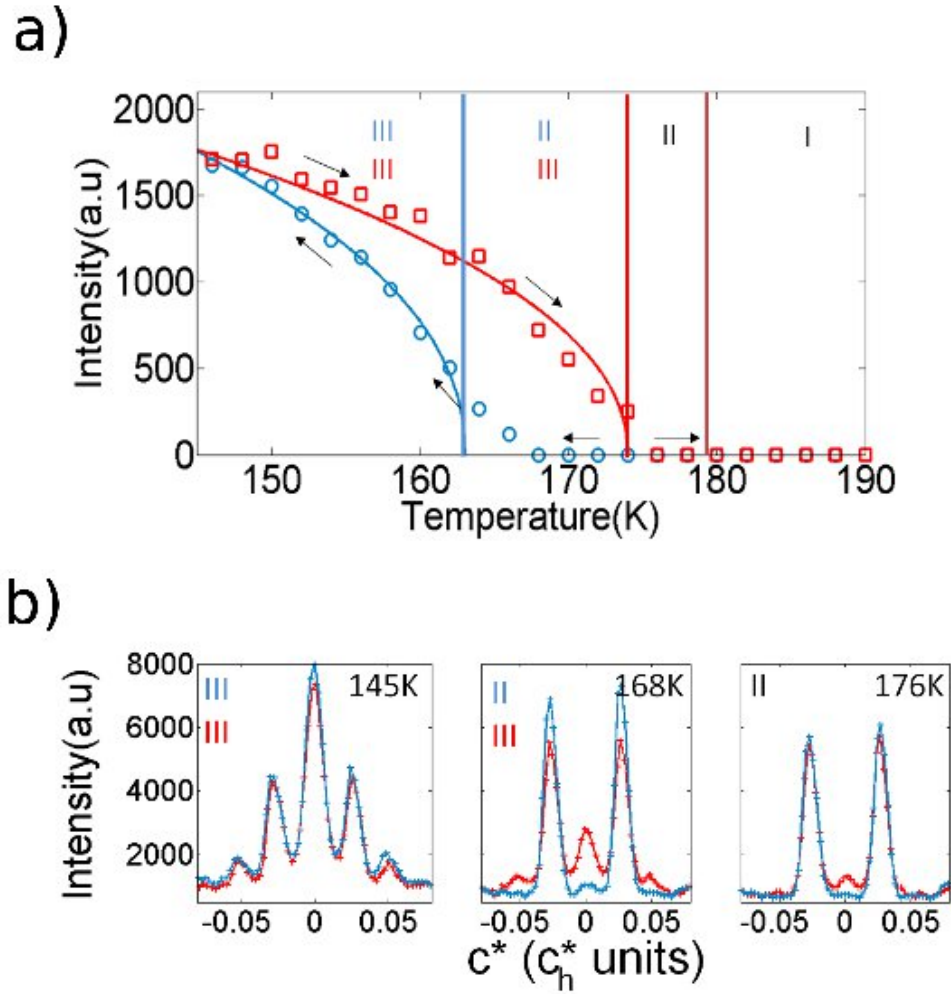 a)
2000
1500
1000
500
0
Intensity(a.u)
III
III
II
III
II
I
150 160 170 180 190
Temperature(K)
b)
8000
6000
4000
2000
Intensity(a.u)
III
III
145K
II
III
168K
II
176K
-0.05 0 0.05
-0.05 0 0.05
-0.05 0 0.05
c* (c*h units)